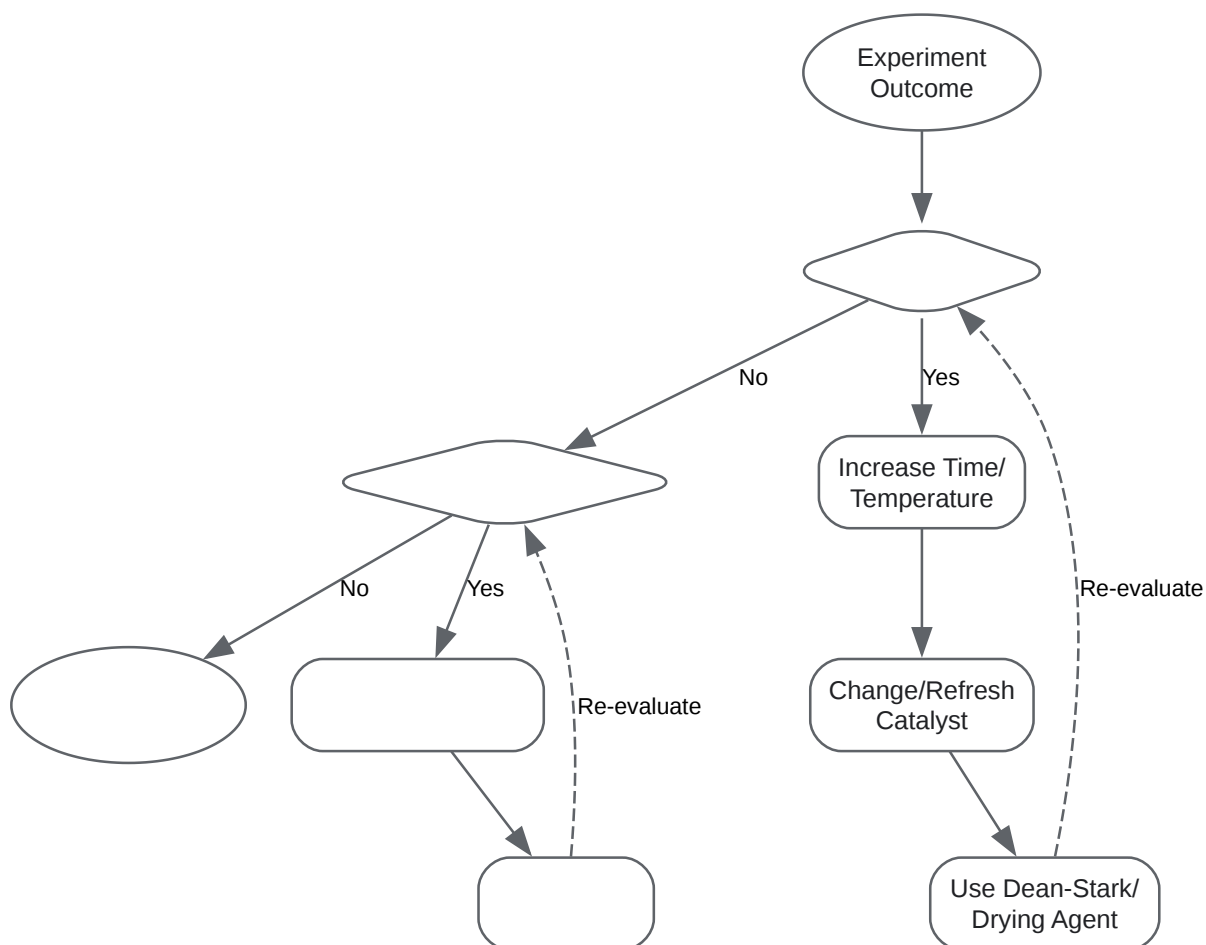 Experiment
Outcome
No
Yes
Increase Time/
Temperature
No
Yes
Re-evaluate
Change/Refresh
Catalyst
Re-evaluate
Use Dean-Stark/
Drying Agent